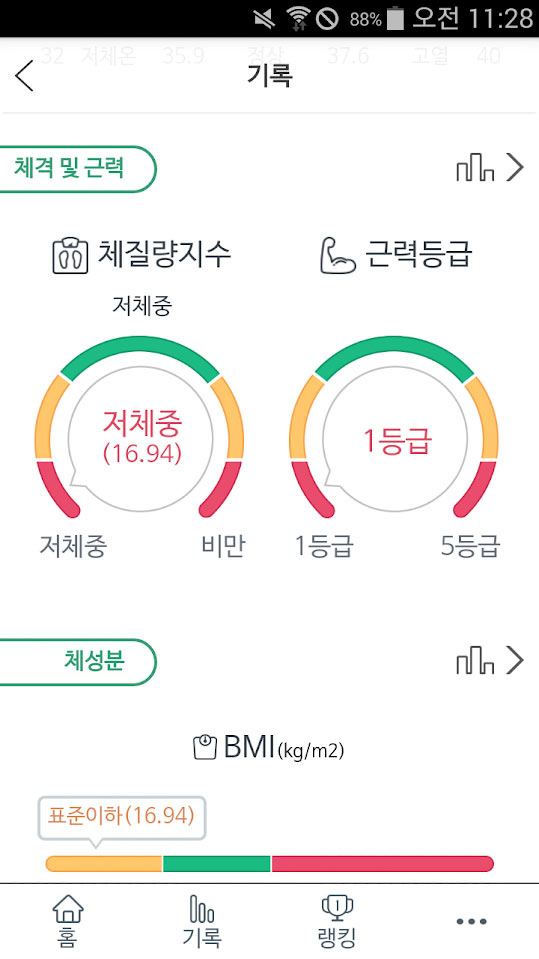 88% 오전 11:28
32 저체온 35.9 정상 37.6 고열 40
기록
체격 및 근력
체질량지수
근력등급
저체중
저체중
(16.94)
1등급
저체중
비만
1등급
5등급
체성분
BMI(kg/m2)
표준이하(16.94)
홈
기록
랭킹